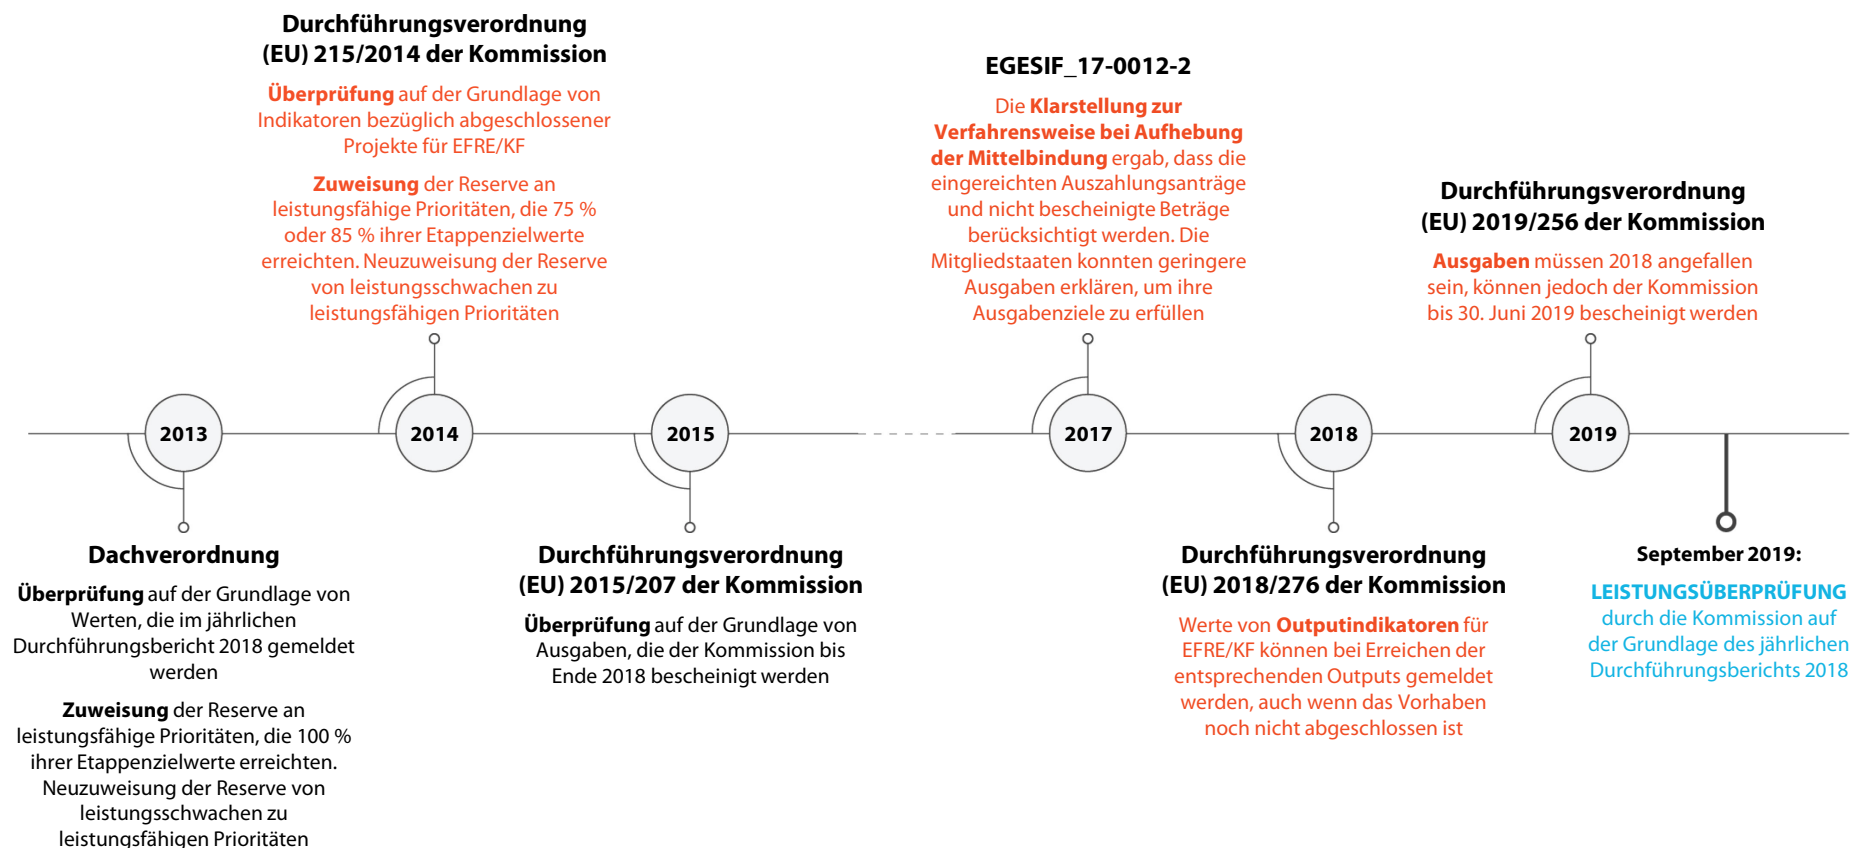 Durchführungsverordnung
(EU) 215/2014 der Kommission
Überprüfung auf der Grundlage von
Indikatoren bezüglich abgeschlossener
Projekte für EFRE/KF
Zuweisung der Reserve an
leistungsfähige Prioritäten, die 75 %
oder 85 % ihrer Etappenzielwerte
erreichten. Neuzuweisung der Reserve
von leistungsschwachen zu
leistungsfähigen Prioritäten
EGESIF_17-0012-2
Die Klarstellung zur
Verfahrensweise bei Aufhebung
der Mittelbindung ergab, dass die
eingereichten Auszahlungsanträge
und nicht bescheinigte Beträge
berücksichtigt werden. Die
Mitgliedstaaten konnten geringere
Ausgaben erklären, um ihre
Ausgabenziele zu erfüllen
Durchführungsverordnung
(EU) 2019/256 der Kommission
Ausgaben müssen 2018 angefallen
sein, können jedoch der Kommission
bis 30. Juni 2019 bescheinigt werden
2013
2014
2015
2017
2018
2019
Dachverordnung
Überprüfung auf der Grundlage von
Werten, die im jährlichen
Durchführungsbericht 2018 gemeldet
werden
Zuweisung der Reserve an
leistungsfähige Prioritäten, die 100 %
ihrer Etappenzielwerte erreichten.
Neuzuweisung der Reserve von
leistungsschwachen zu
leistungsfähigen Prioritäten
Durchführungsverordnung
(EU) 2015/207 der Kommission
Überprüfung auf der Grundlage von
Ausgaben, die der Kommission bis
Ende 2018 bescheinigt werden
Durchführungsverordnung
(EU) 2018/276 der Kommission
Werte von Outputindikatoren für
EFRE/KF können bei Erreichen der
entsprechenden Outputs gemeldet
werden, auch wenn das Vorhaben
noch nicht abgeschlossen ist
September 2019:
LEISTUNGSÜBERPRÜFUNG
durch die Kommission auf
der Grundlage des jährlichen
Durchführungsberichts 2018